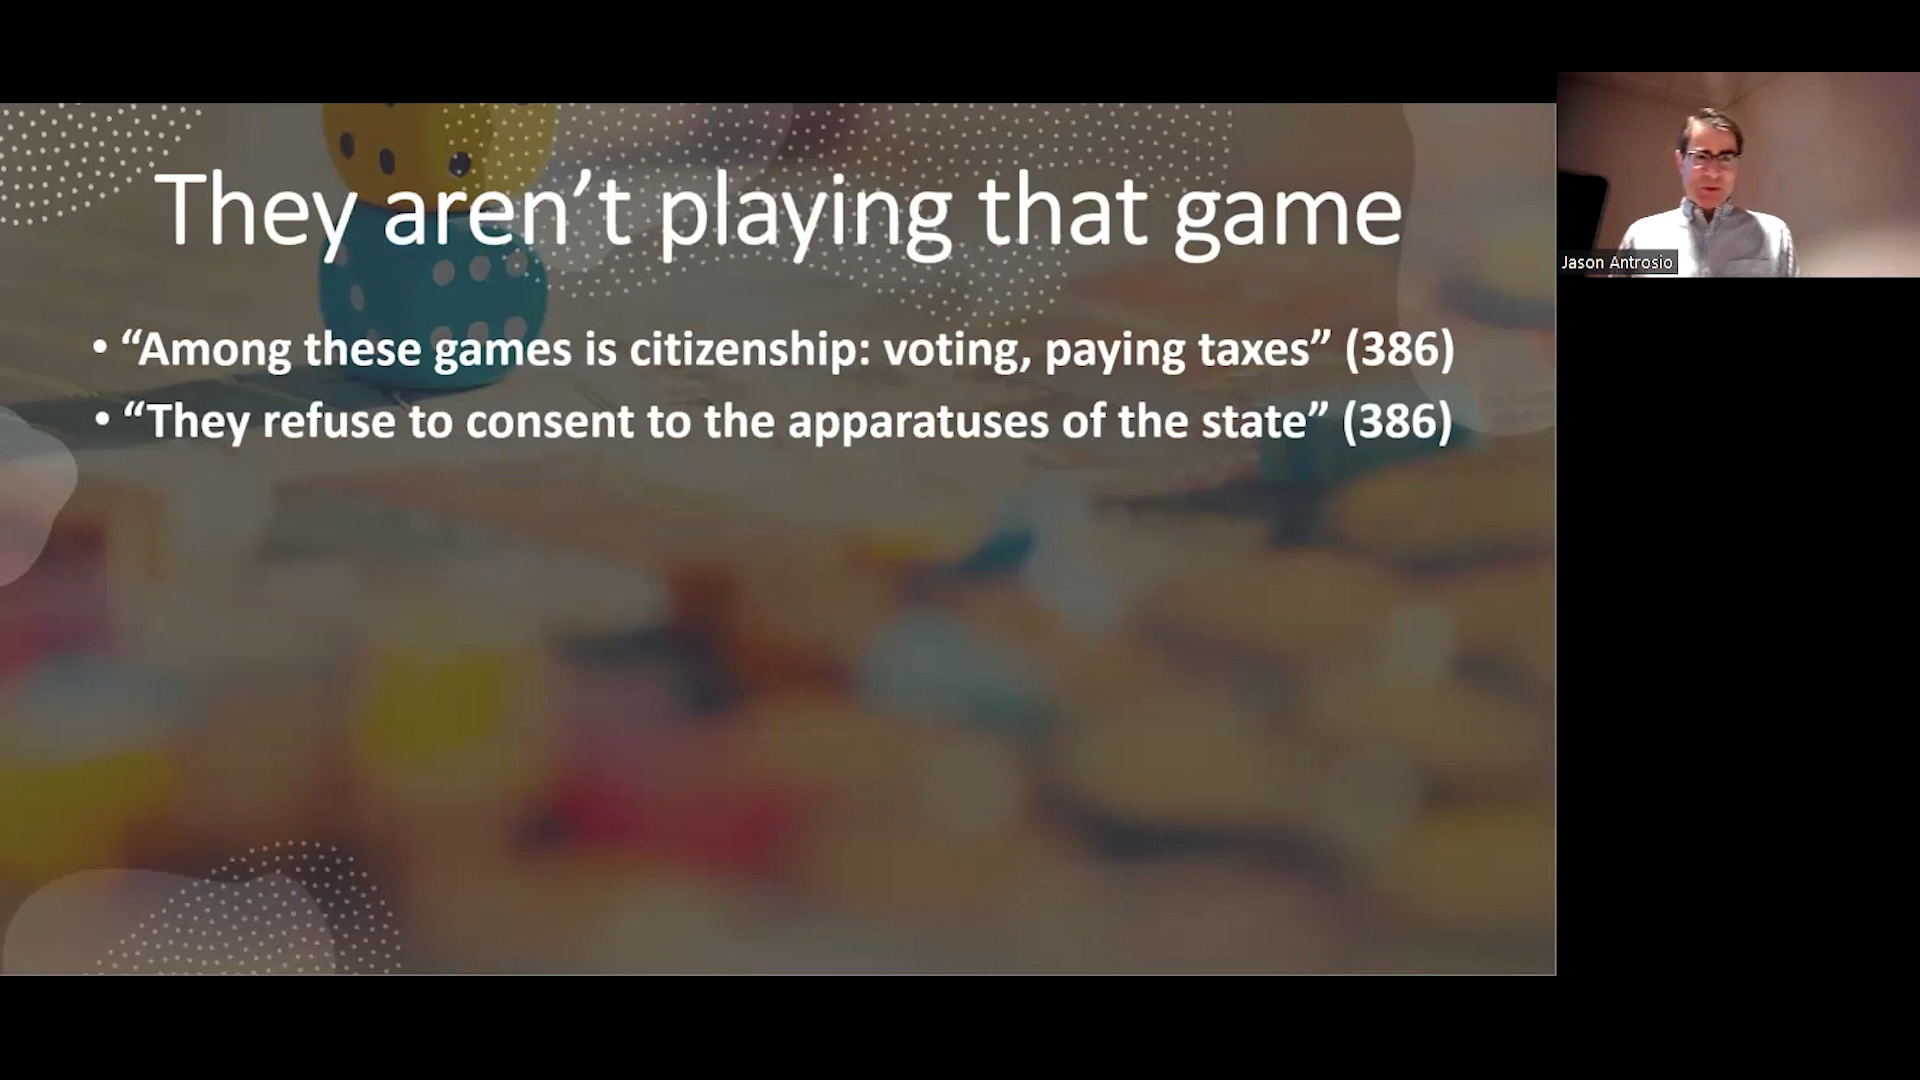 They aren’t playing that game
• “Among these games is citizenship: voting, paying taxes” (386)
• “They refuse to consent to the apparatuses of the state” (386)
Jason Antrosio